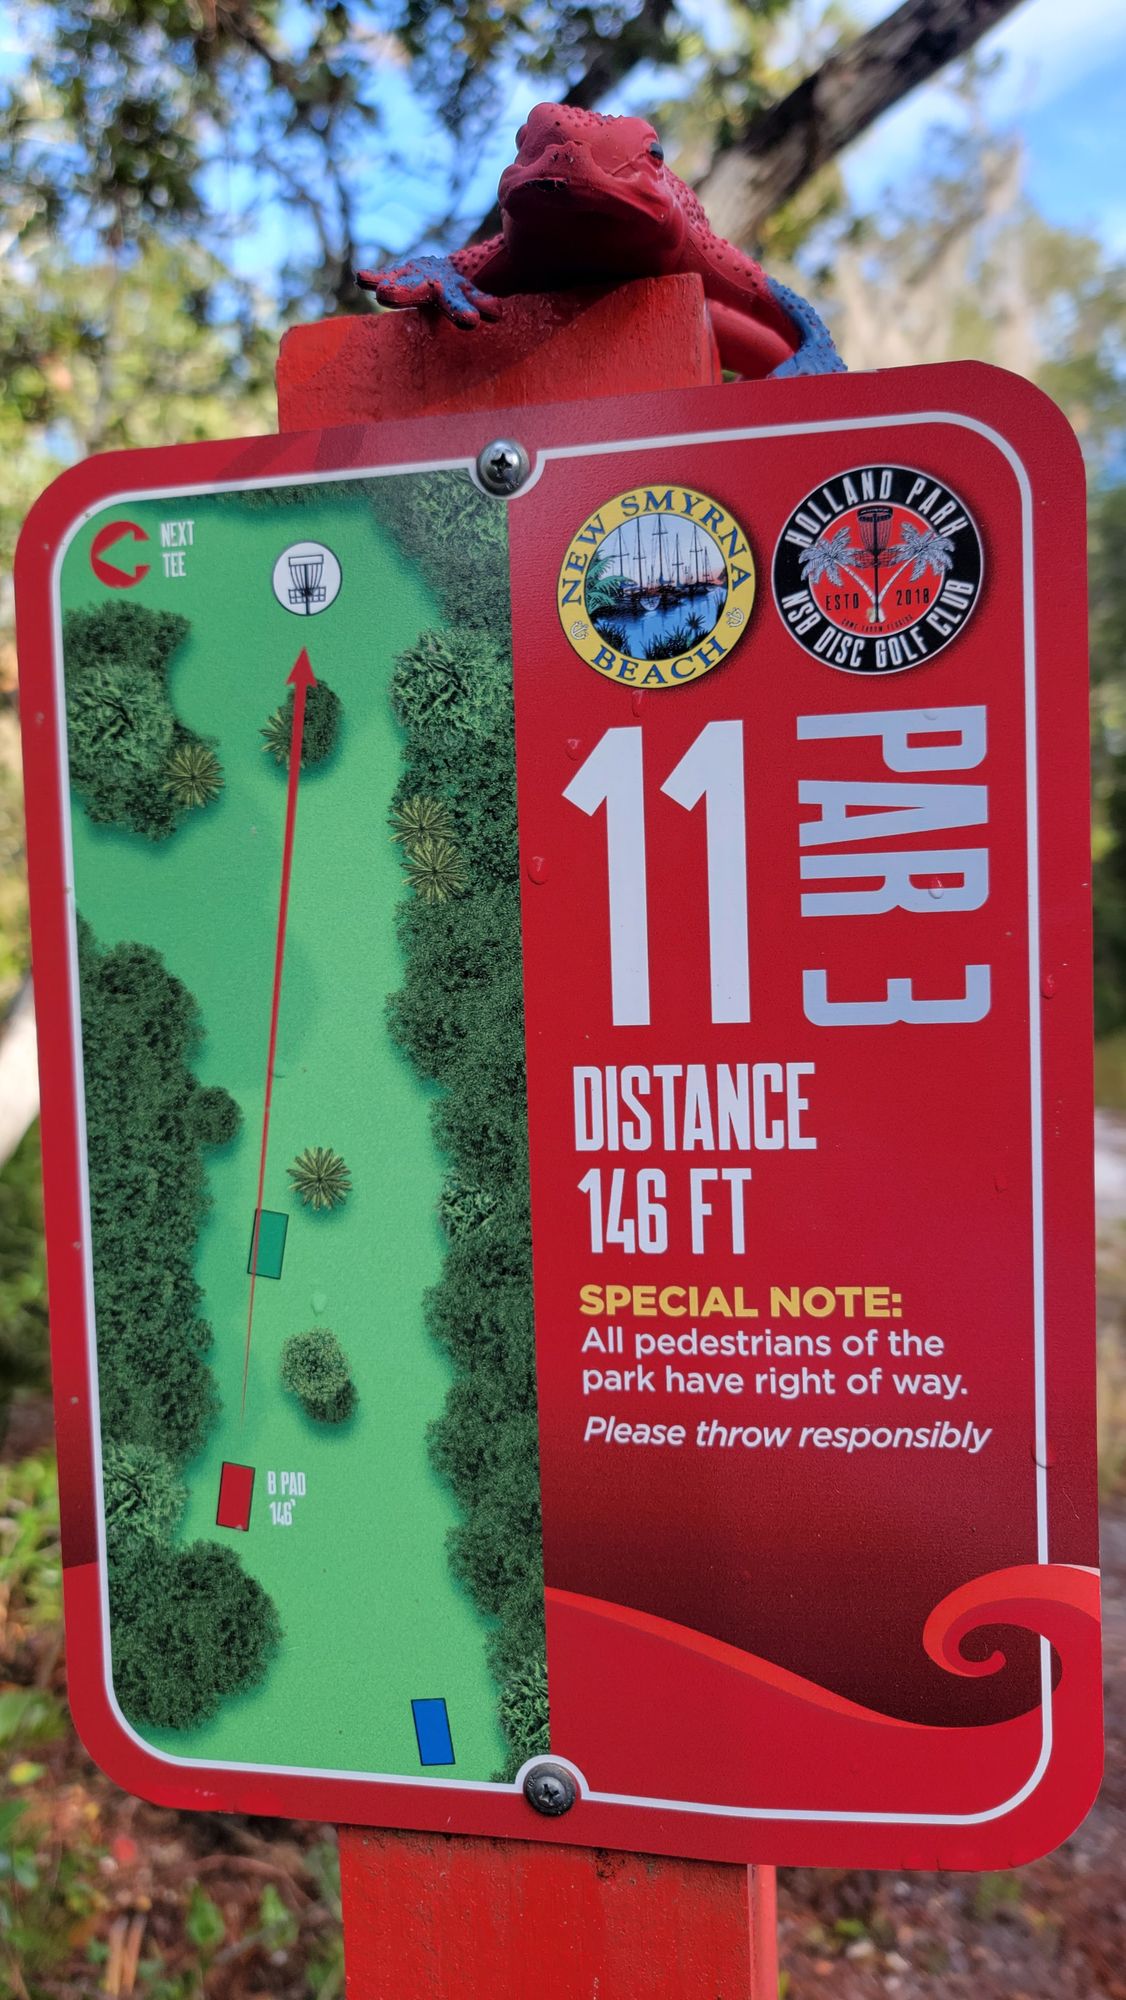 NEXT
TEE
NEW SMYRNA
BEACH
HOLLAND PARK
ESTD 2018
NSB DISC GOLF CLUB
11
PAR 3
DISTANCE
146 FT
SPECIAL NOTE:
All pedestrians of the
park have right of way.
Please throw responsibly
B PAD
146'